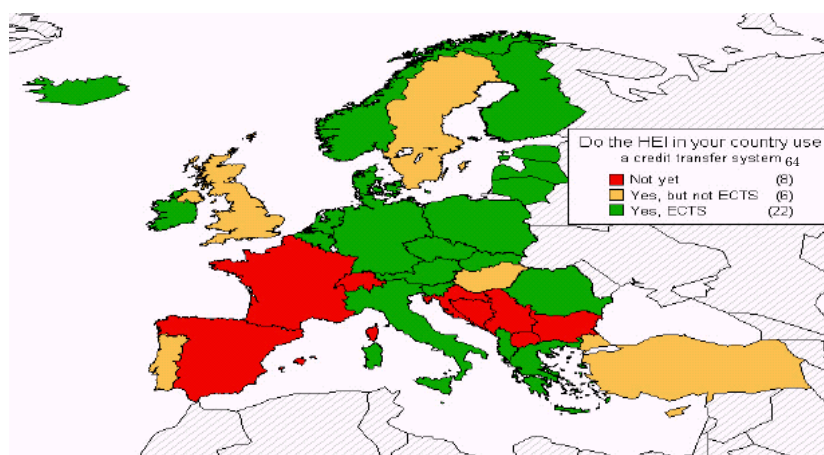 Do the HEI in your country use
a credit transfer system 64
Not yet (8)
Yes, but not ECTS (6)
Yes, ECTS (22)